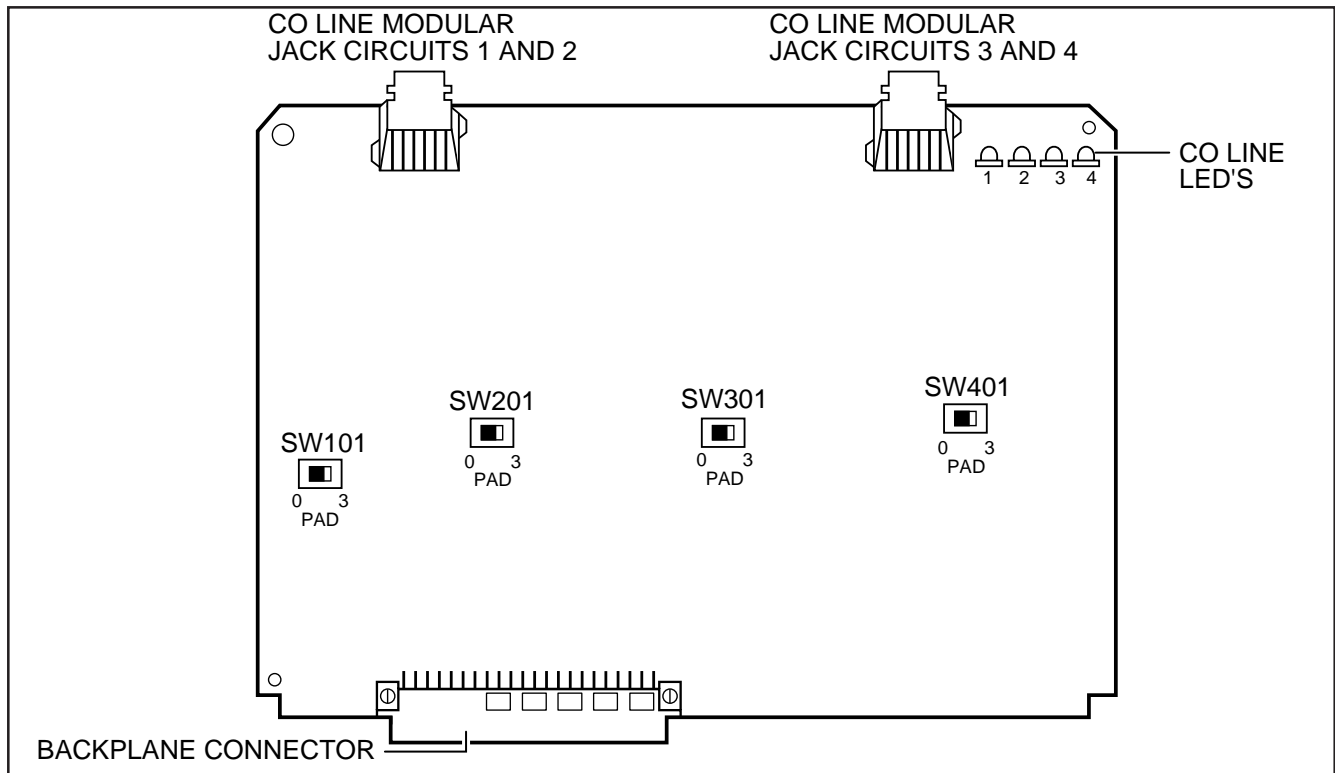 CO LINE MODULAR
JACK CIRCUITS 1 AND 2
CO LINE MODULAR
JACK CIRCUITS 3 AND 4
CO LINE
LED'S
1 2 3 4
SW101
0 3
PAD
SW201
0 3
PAD
SW301
0 3
PAD
SW401
0 3
PAD
BACKPLANE CONNECTOR